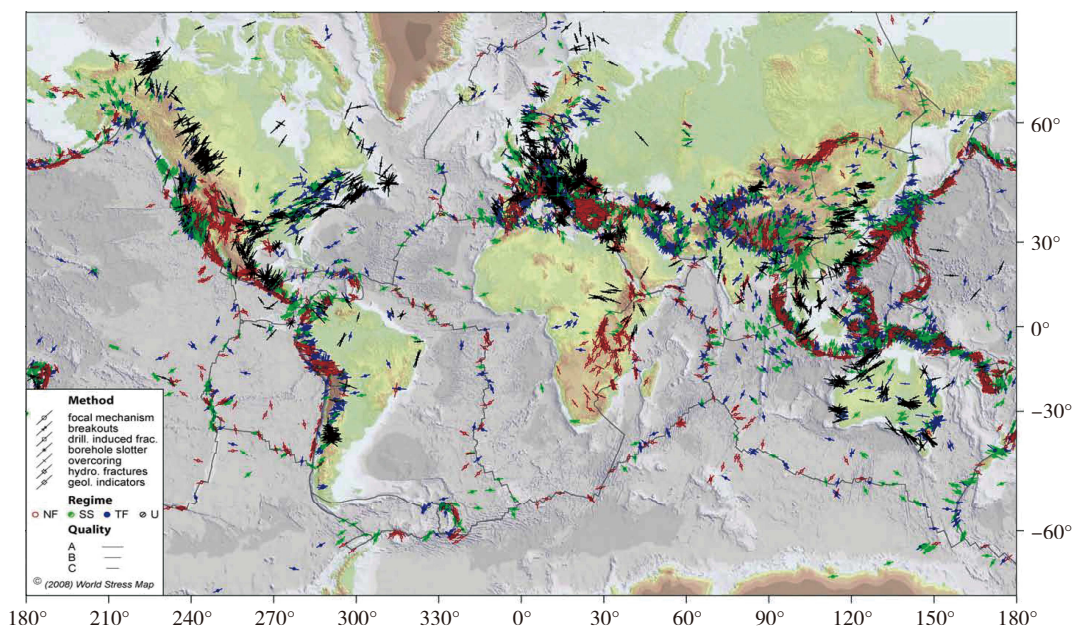 60°
30°
0°
−30°
−60°
Method
focal mechanism
breakouts
drill. induced frac.
borehole slotter
overcoring
hydro. fractures
geol. indicators
Regime
NF SS TF U
Quality
A
B
C
© (2008) World Stress Map
180° 210° 240° 270° 300° 330° 0° 30° 60° 90° 120° 150° 180°